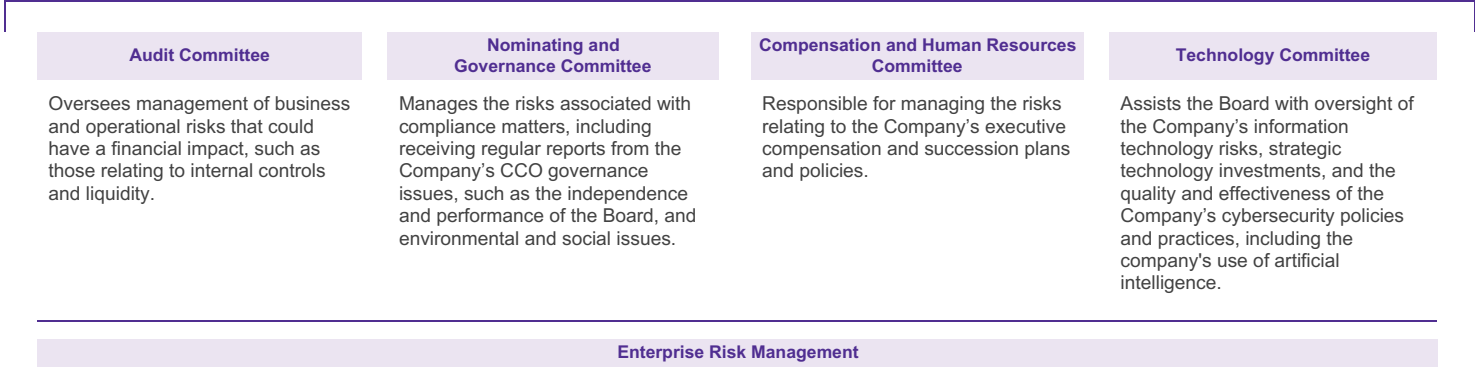 Audit Committee
Oversees management of business
and operational risks that could
have a financial impact, such as
those relating to internal controls
and liquidity.
Nominating and
Governance Committee
Manages the risks associated with
compliance matters, including
receiving regular reports from the
Company’s CCO governance
issues, such as the independence
and performance of the Board, and
environmental and social issues.
Compensation and Human Resources
Committee
Responsible for managing the risks
relating to the Company’s executive
compensation and succession plans
and policies.
Technology Committee
Assists the Board with oversight of
the Company’s information
technology risks, strategic
technology investments, and the
quality and effectiveness of the
Company’s cybersecurity policies
and practices, including the
company's use of artificial
intelligence.
Enterprise Risk Management